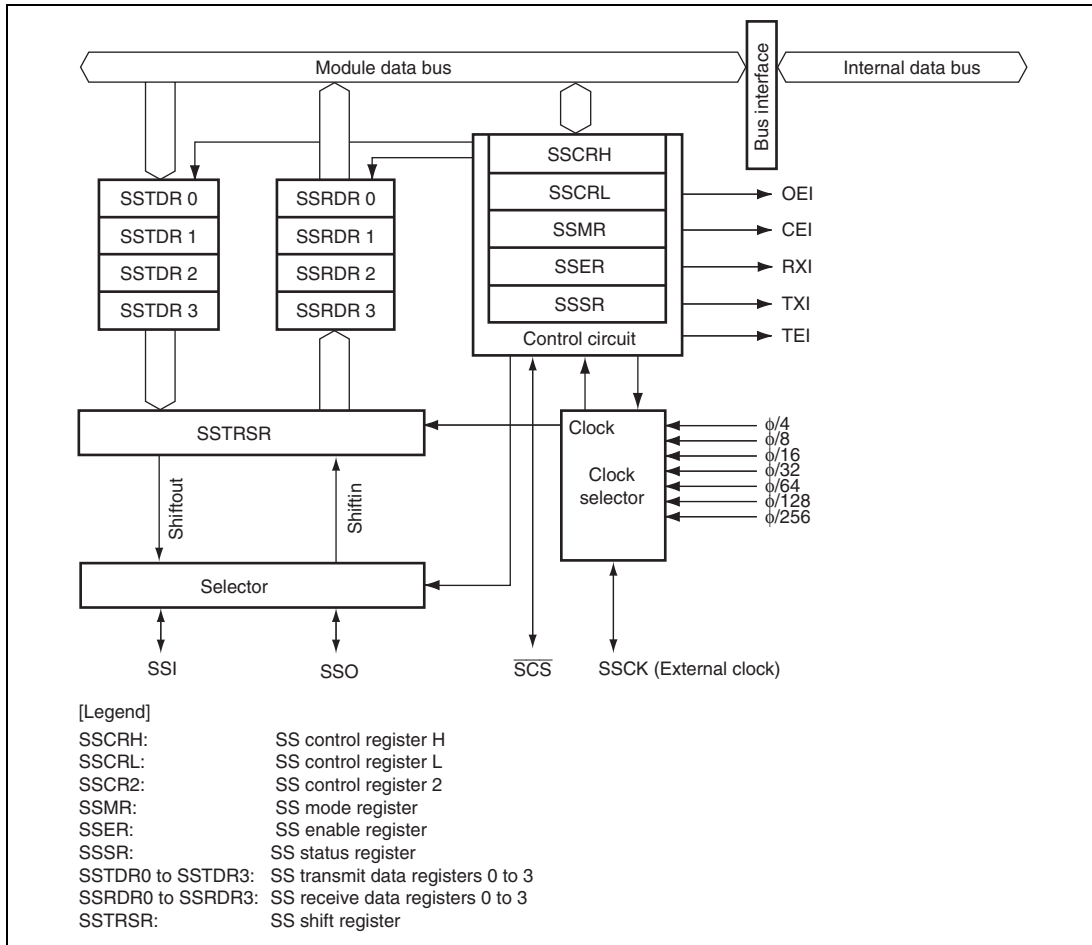 Module data bus
Bus interface
Internal data bus
SSCRH
SSCRL
SSMR
SSER
SSSR
Control circuit
SSTDR 0
SSTDR 1
SSTDR 2
SSTDR 3
SSRDR 0
SSRDR 1
SSRDR 2
SSRDR 3
OEI
CEI
RXI
TXI
TEI
SSTRSR
Clock
Clock
selector
ϕ/4
ϕ/8
ϕ/16
ϕ/32
ϕ/64
ϕ/128
ϕ/256
Shiftout
Shiftin
Selector
SSI
SSO
SCS
SSCK (External clock)
[Legend]
SSCRH: SS control register H
SSCRL: SS control register L
SSCR2: SS control register 2
SSMR: SS mode register
SSER: SS enable register
SSSR: SS status register
SSTDR0 to SSTDR3: SS transmit data registers 0 to 3
SSRDR0 to SSRDR3: SS receive data registers 0 to 3
SSTRSR: SS shift register